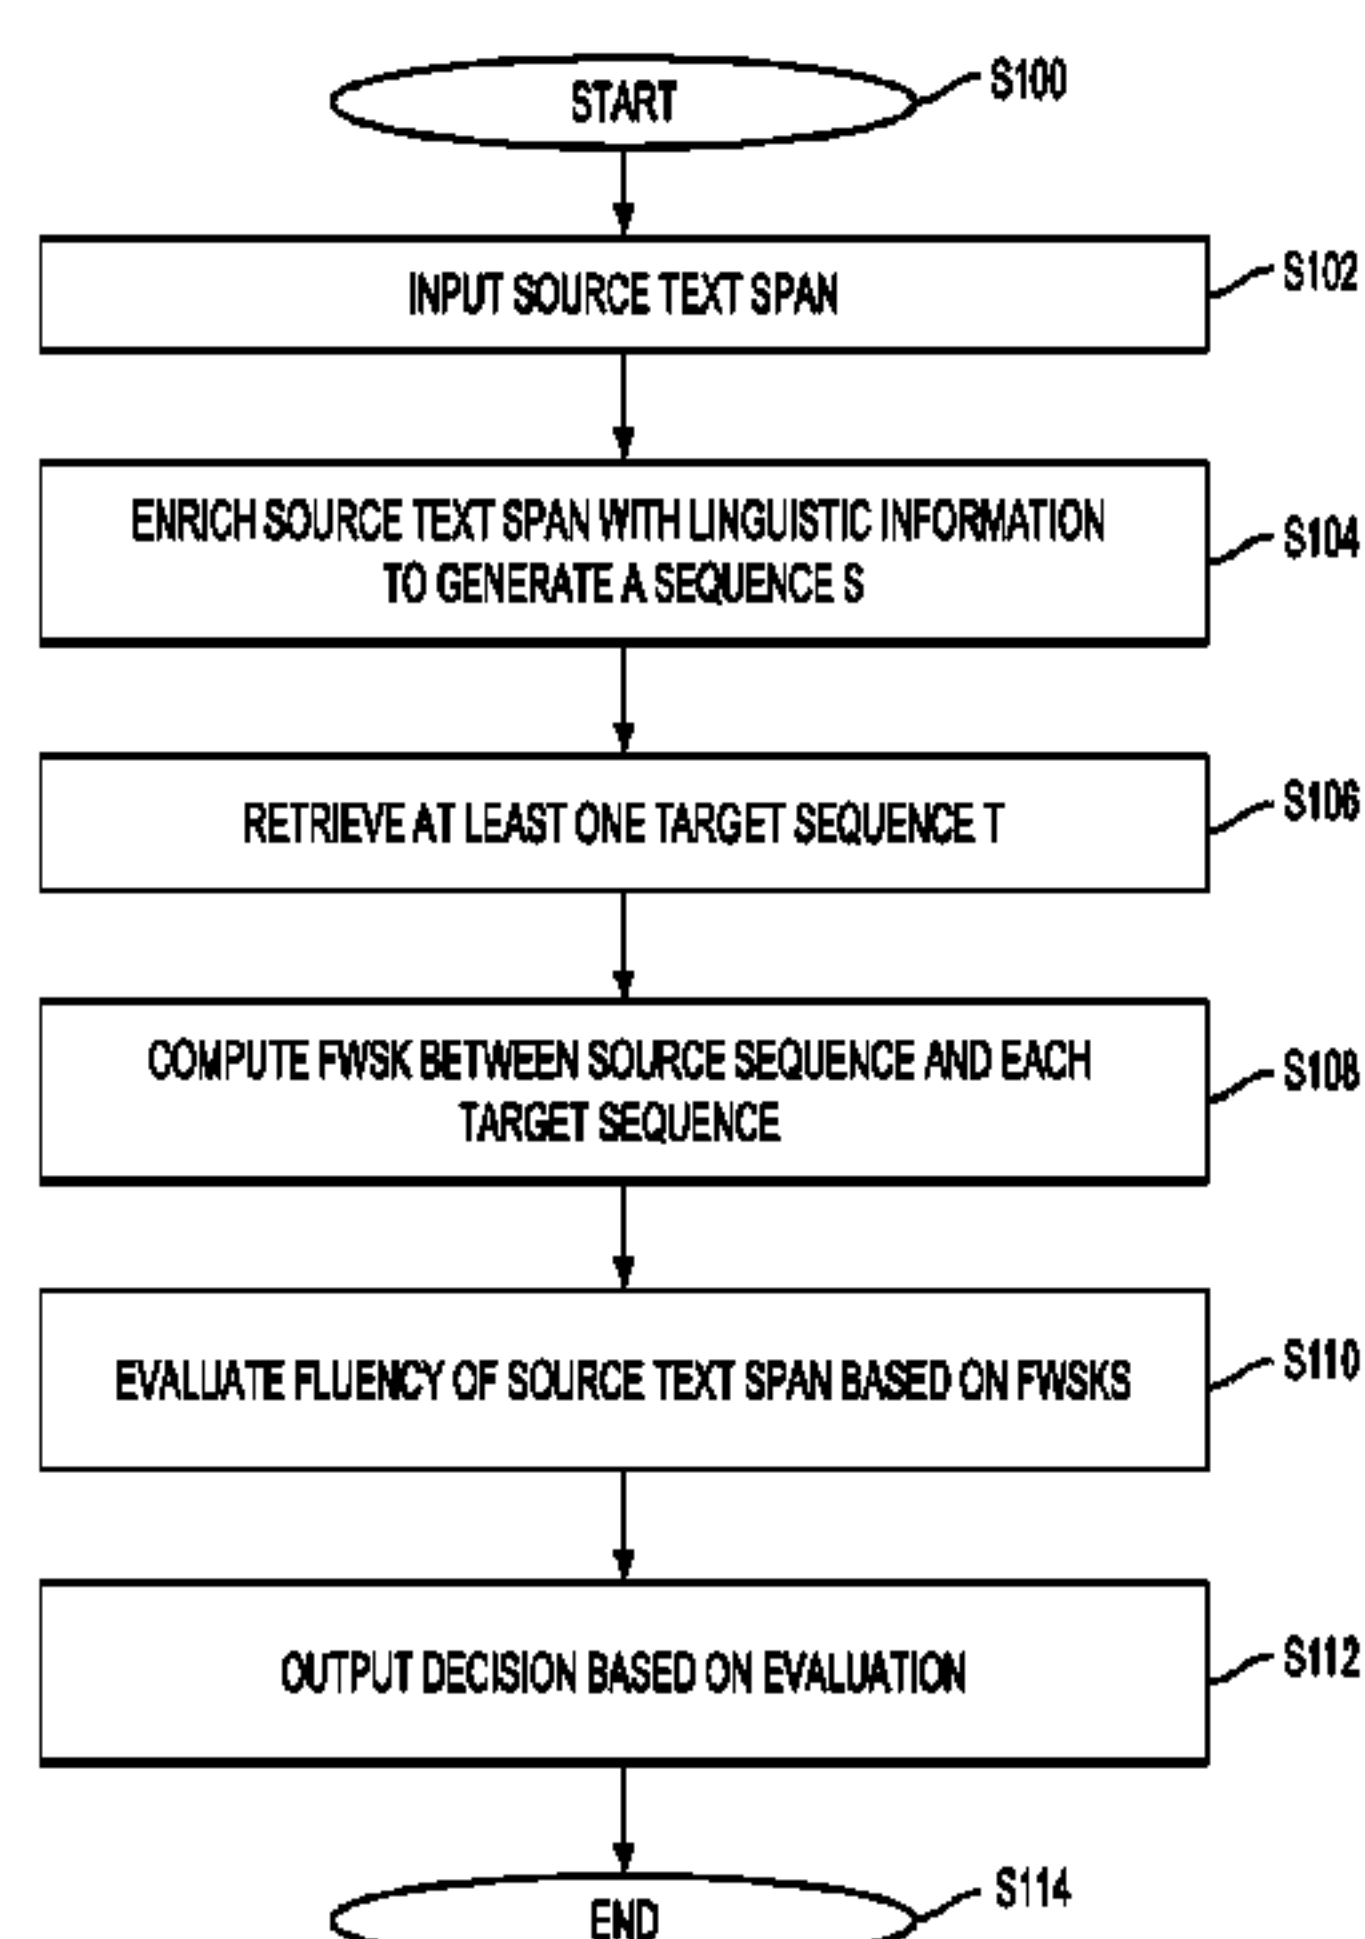 START
S100
INPUT SOURCE TEXT SPAN
S102
ENRICH SOURCE TEXT SPAN WITH LINGUISTIC INFORMATION
TO GENERATE A SEQUENCE S
S104
RETRIEVE AT LEAST ONE TARGET SEQUENCE T
S106
COMPUTE FWSK BETWEEN SOURCE SEQUENCE AND EACH
TARGET SEQUENCE
S108
EVALUATE FLUENCY OF SOURCE TEXT SPAN BASED ON FWSKS
S110
OUTPUT DECISION BASED ON EVALUATION
S112
END
S114